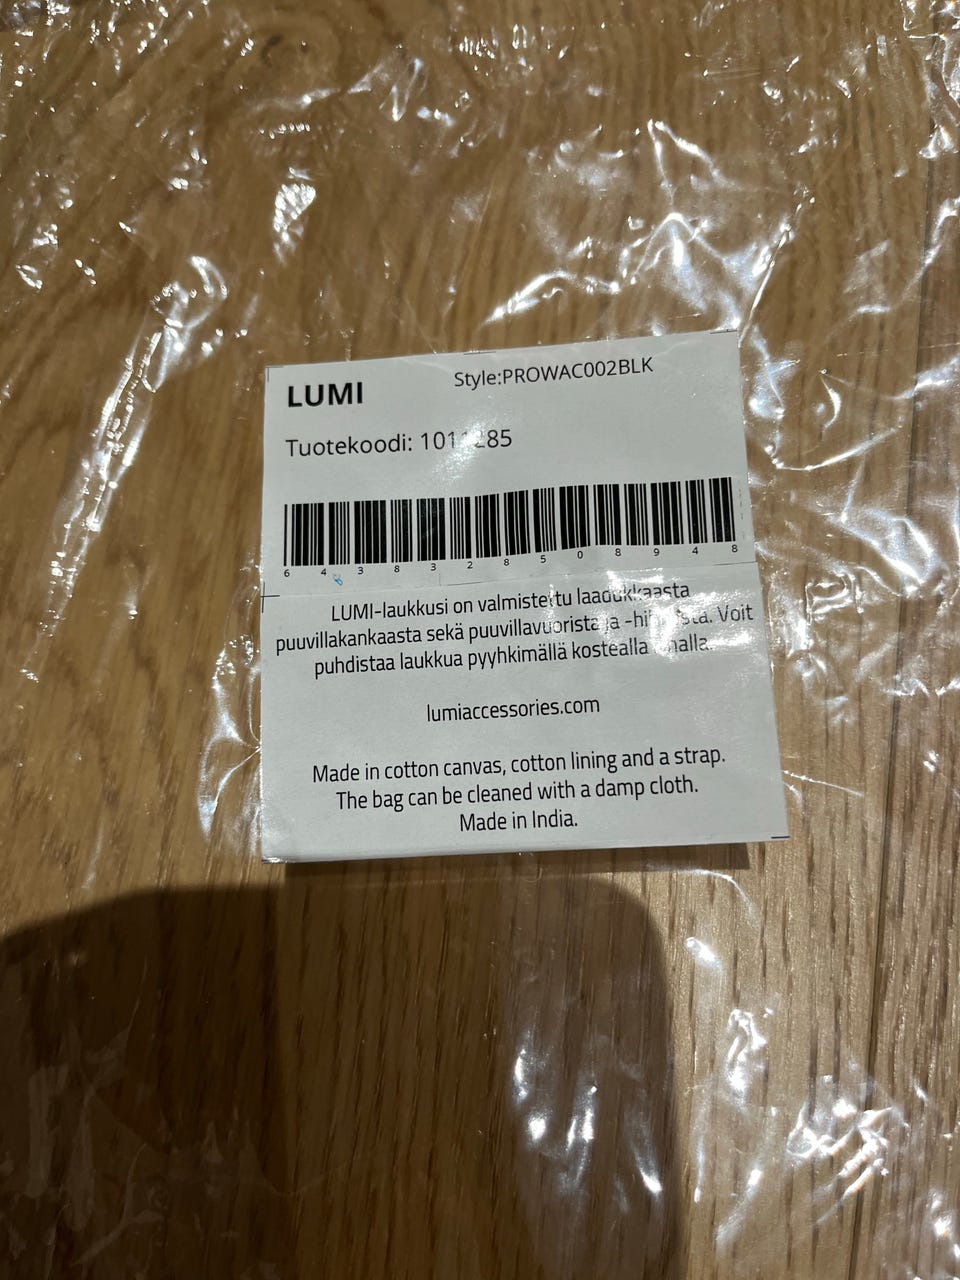 LUMI
Style:PROWAC002BLK
Tuotekoodi:
6 4 3 8 3 2 8 5 0 8 9 4 8
LUMI-laukkusi on valmistettu laadukkaasta
puuvillakankaasta sekä puuvillavuorista ja Voit
puhdistaa laukkua pyyhkimällä kostealla
lumiaccessories.com
Made in cotton canvas, cotton lining and a strap.
The bag can be cleaned with a damp cloth.
Made in India.